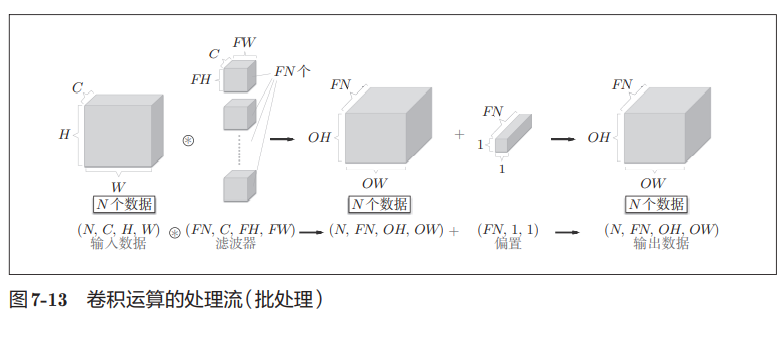 C FH FW FN 个
C H W
FN OH OW
+
FN 1 1
FN OH OW
N 个数据 N 个数据 N 个数据
(N, C, H, W) ⊛ (FN, C, FH, FW) → (N, FN, OH, OW) + (FN, 1, 1) → (N, FN, OH, OW)
输入数据 滤波器 偏置 输出数据
图7-13 卷积运算的处理流(批处理)